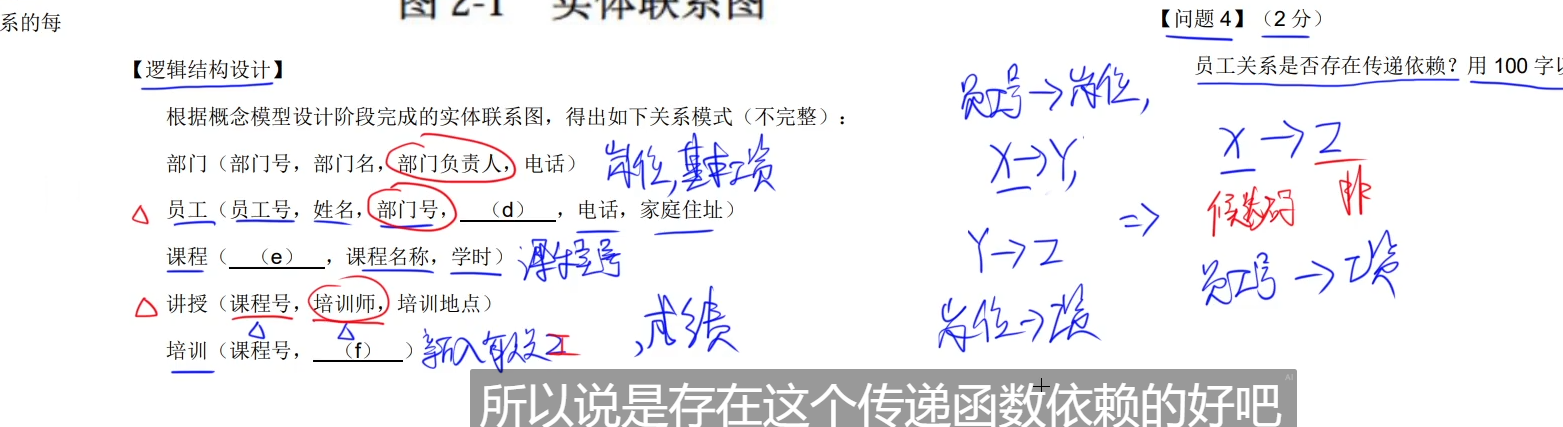 图 2-1 实体联系图
系的每
【逻辑结构设计】
根据概念模型设计阶段完成的实体联系图，得出如下关系模式（不完整）：
部门（部门号，部门名，部门负责人，电话）
岗位,基本工资
员工（员工号，姓名，部门号，（d），电话，家庭住址）
课程（（e），课程名称，学时）
课程号
讲授（课程号，培训师，培训地点）
培训（课程号，（f））
新入职员工
,成绩
员工号→岗位,
X→Y,
Y→Z
岗位→工资
⇒
【问题 4】（2 分）
员工关系是否存在传递依赖？用 100 字以
X→Z
候选码
非
员工号→工资
所以说是存在这个传递函数依赖的好吧
AI